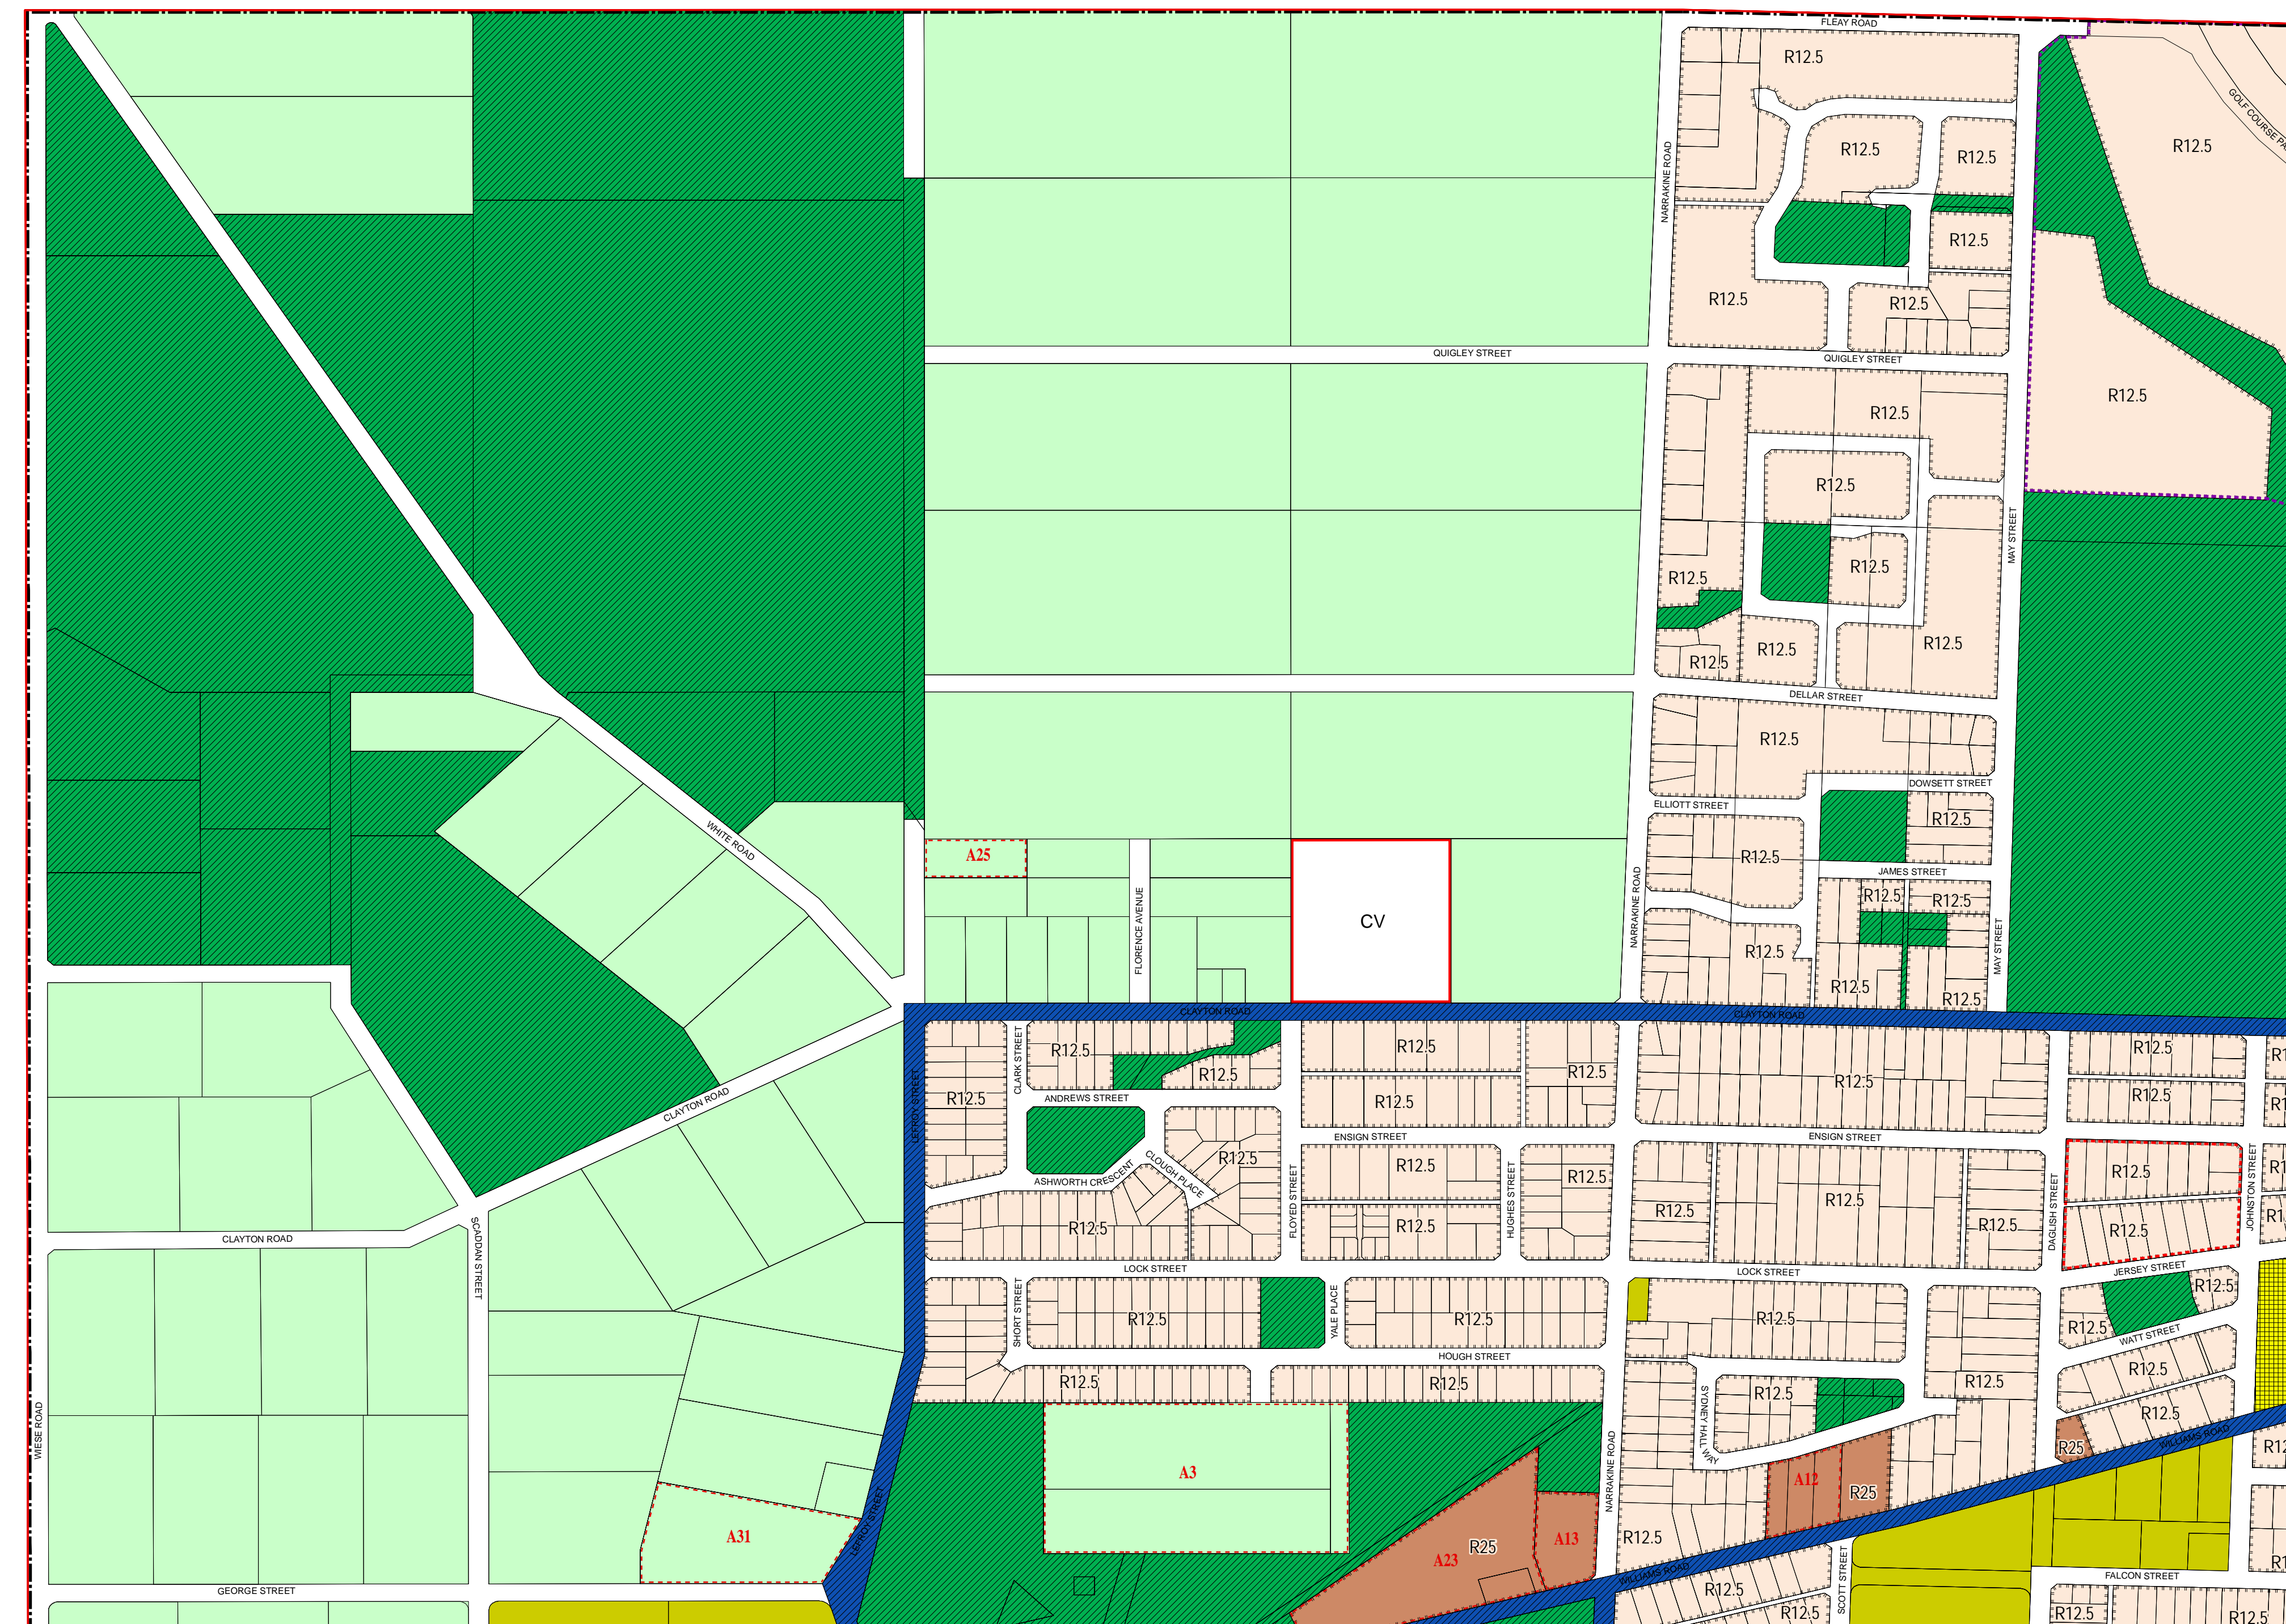 FLEAY ROAD
R12.5
GOLF COURSE
R12.5
R12.5
R12.5
NARRAKINE ROAD
R12.5
R12.5
R12.5
QUIGLEY STREET
QUIGLEY STREET
R12.5
R12.5
R12.5
MAY STREET
R12.5
R12.5
R12.5
R12.5
R12.5
DELLAR STREET
R12.5
DOWSETT STREET
ELLIOTT STREET
R12.5
WHITE ROAD
A25
R12.5
JAMES STREET
FLORENCE AVENUE
CV
NARRAKINE ROAD
R12.5
R12.5
MAY STREET
R12.5
R12.5
R12.5
CLAYTON ROAD
CLAYTON ROAD
R12.5
R12.5
R12.5
CLARK STREET
R12.5
R12.5
R12.5
R12.5
LEFROY STREET
R12.5
ANDREWS STREET
R12.5
R12.5
CLAYTON ROAD
ENSIGN STREET
ENSIGN STREET
R12.5
CLOUGH PLACE
ASHWORTH CRESCENT
R12.5
R12.5
R12.5
R12.5
FLOYED STREET
HUGHES STREET
R12.5
R12.5
R12.5
R12.5
R12.5
DAGLISH STREET
JOHNSTON STREET
CLAYTON ROAD
SCADDAN STREET
LOCK STREET
LOCK STREET
JERSEY STREET
R12.5
SHORT STREET
R12.5
YALE PLACE
R12.5
R12.5
R12.5
WATT STREET
HOUGH STREET
R12.5
R12.5
R12.5
R12.5
R12.5
SYDNEY HALL WAY
R12.5
WIESE ROAD
R25
WILLIAMS ROAD
A3
NARRAKINE ROAD
A12
R25
A31
LEFROY STREET
A23
R25
A13
R12.5
WILLIAMS ROAD
FALCON STREET
GEORGE STREET
R12.5
SCOTT STREET
R12.5
R12.5
R12.5